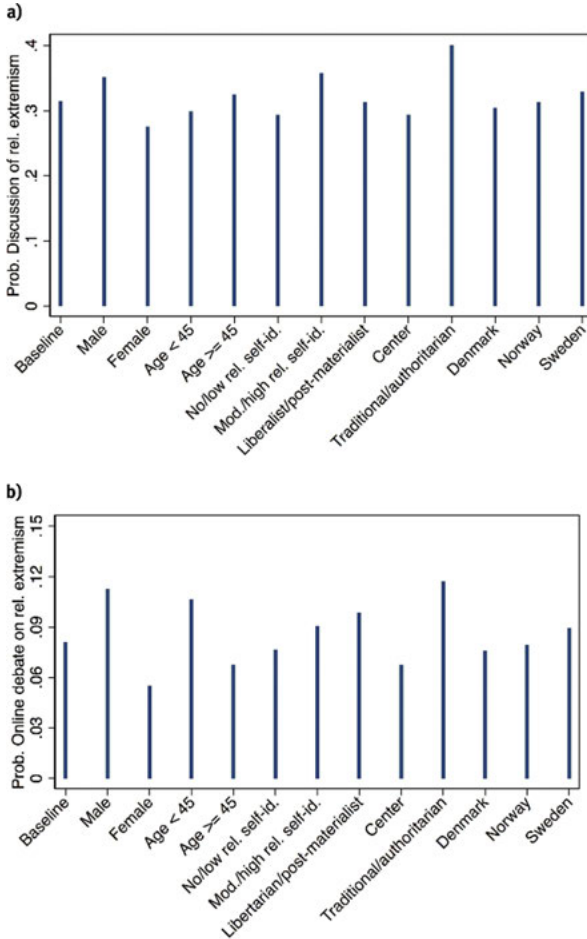 a)
Prob. Discussion of rel. extremism
.4
.3
.2
.1
0
Baseline
Male
Female
Age < 45
Age >= 45
No/low rel. self-id.
Mod./high rel. self-id.
Liberalist/post-materialist
Center
Traditional/authoritarian
Denmark
Norway
Sweden
b)
Prob. Online debate on rel. extremism
.15
.12
.09
.06
.03
0
Baseline
Male
Female
Age < 45
Age >= 45
No/low rel. self-id.
Mod./high rel. self-id.
Libertarian/post-materialist
Center
Traditional/authoritarian
Denmark
Norway
Sweden